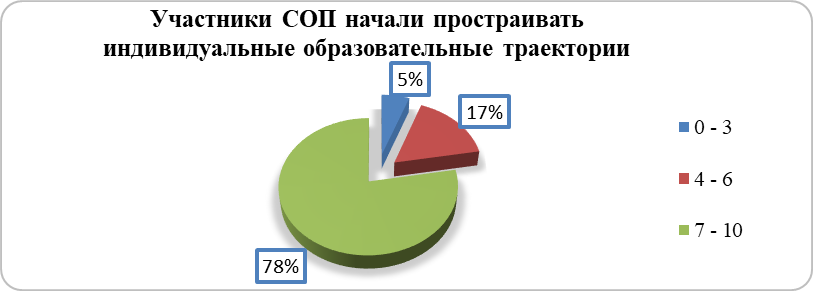 Участники СОП начали простраивать
индивидуальные образовательные траектории
5%
17%
78%
0 - 3
4 - 6
7 - 10